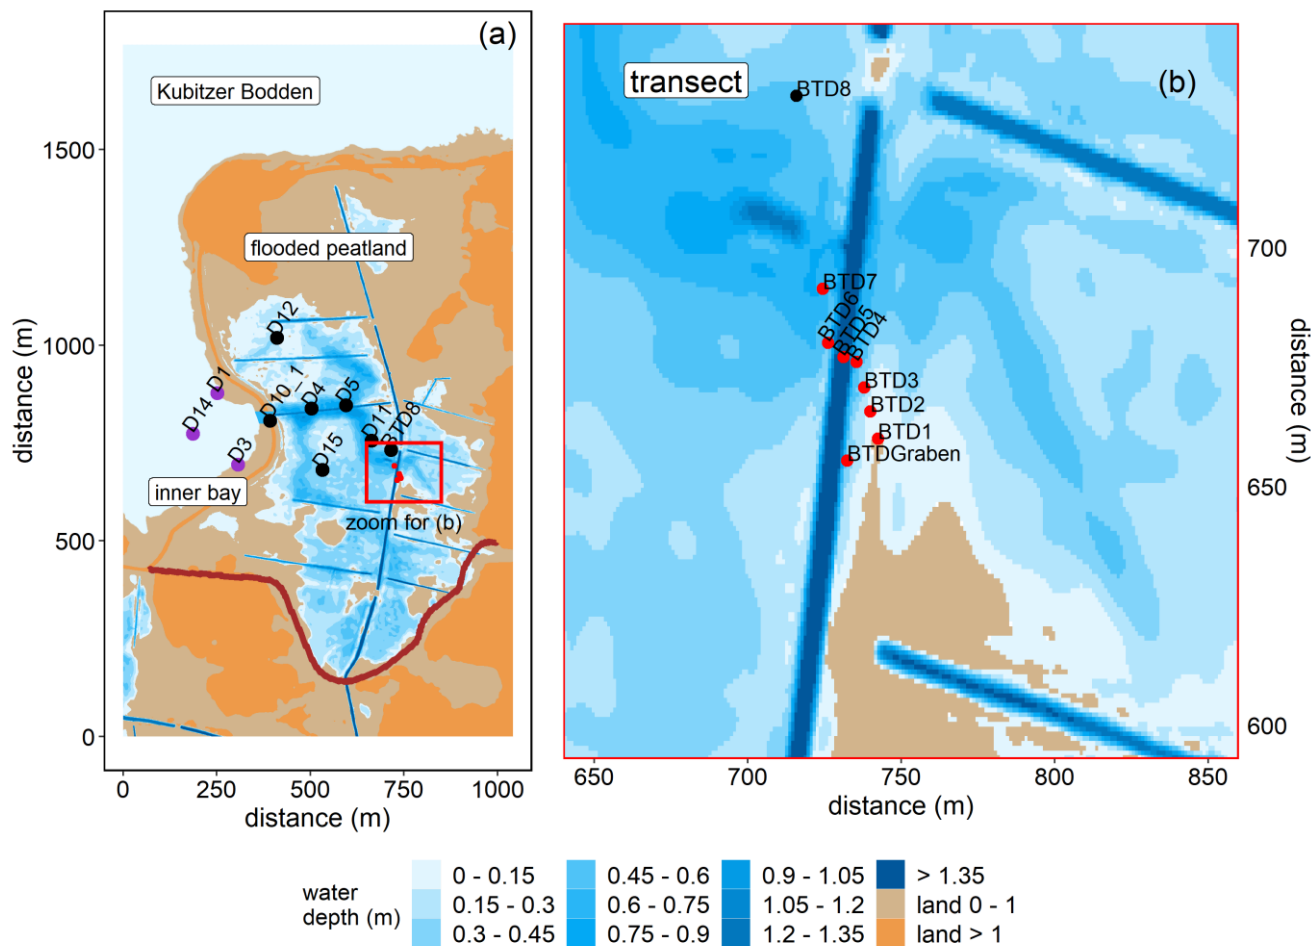 (a)
Kubitzer Bodden
flooded peatland
D12
D1
D14
D3
D10_1
D4
D5
D11
BTD8
D15
inner bay
zoom for (b)
1500
1000
500
0
distance (m)
0
250
500
750
1000
distance (m)
transect
(b)
BTD8
BTD7
BTD6
BTD5
BTD4
BTD3
BTD2
BTD1
BTDGraben
700
650
600
distance (m)
650
700
750
800
850
distance (m)
water
depth (m)
0 - 0.15
0.15 - 0.3
0.3 - 0.45
0.45 - 0.6
0.6 - 0.75
0.75 - 0.9
0.9 - 1.05
1.05 - 1.2
1.2 - 1.35
> 1.35
land 0 - 1
land > 1